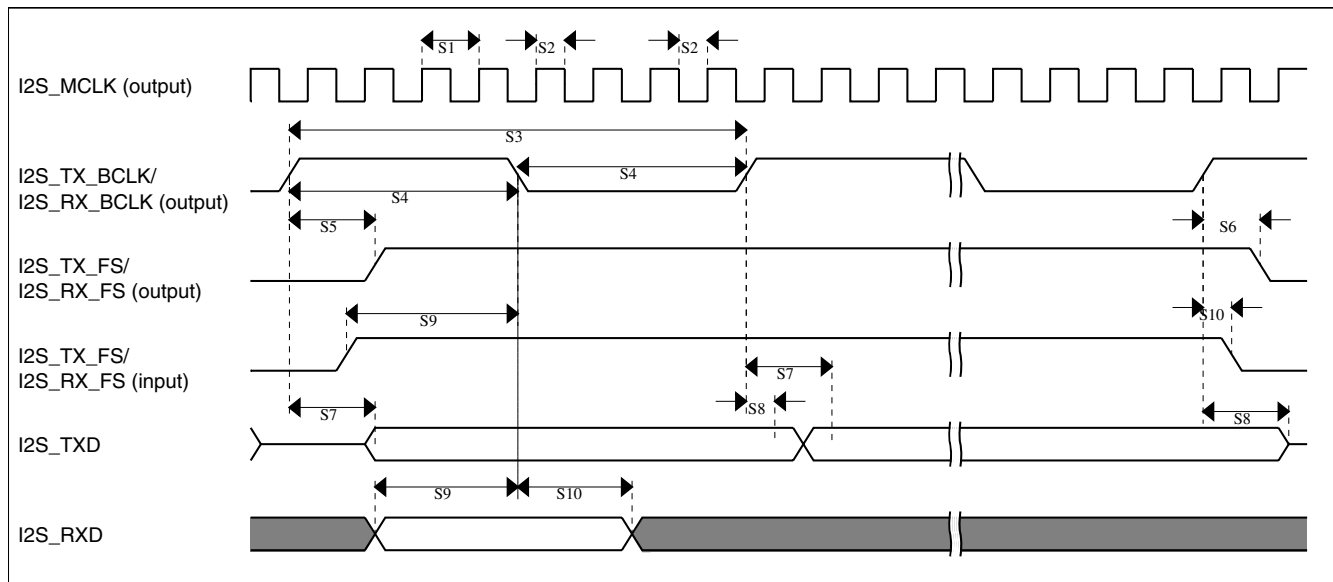 S1 S2 S2
I2S_MCLK (output)
S3
I2S_TX_BCLK/
I2S_RX_BCLK (output)
S4
S4
S5 S6
I2S_TX_FS/
I2S_RX_FS (output)
S9 S10
I2S_TX_FS/
I2S_RX_FS (input)
S7
S7 S8 S8
I2S_TXD
S9 S10
I2S_RXD